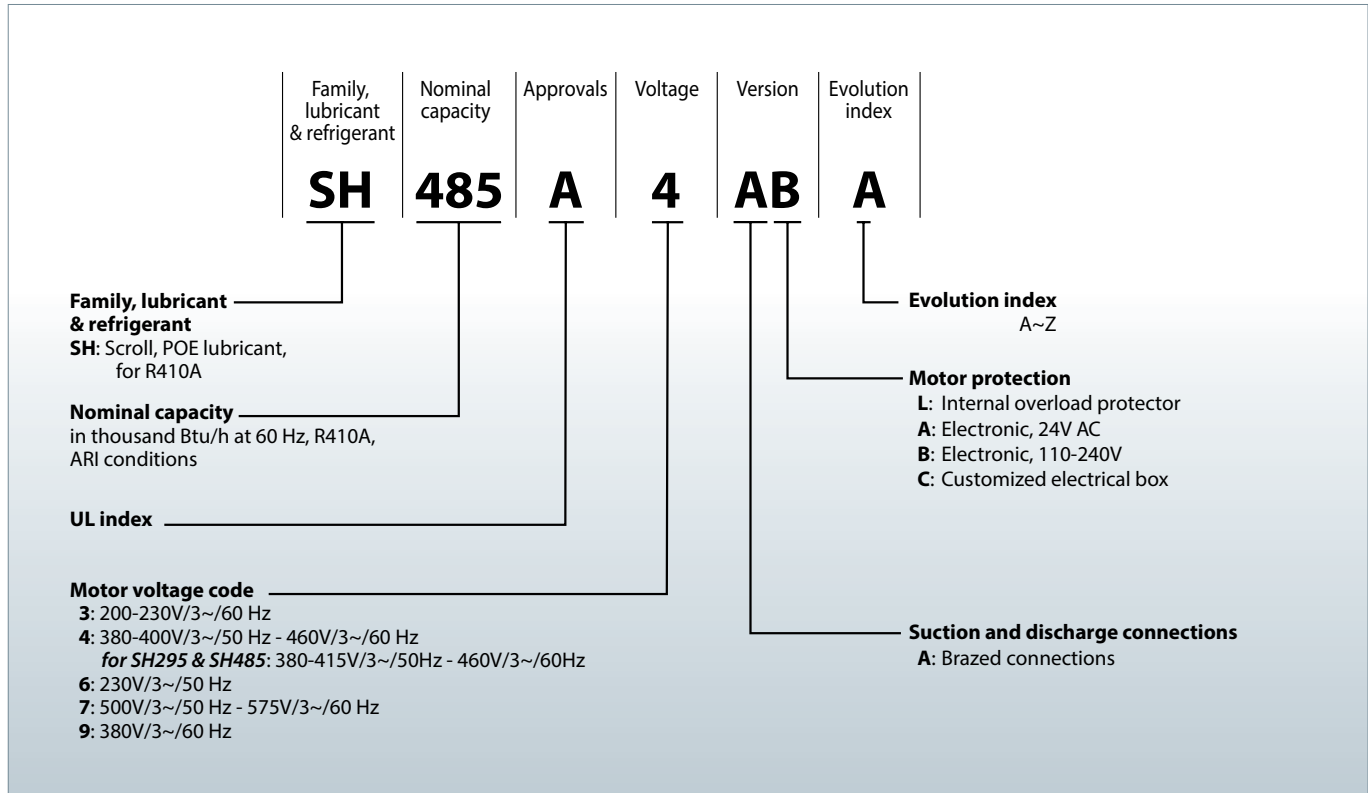 Family,
lubricant
& refrigerant
Nominal
capacity
Approvals
Voltage
Version
Evolution
index
SH 485 A 4 AB A
Family, lubricant
& refrigerant
SH: Scroll, POE lubricant,
for R410A
Nominal capacity
in thousand Btu/h at 60 Hz, R410A,
ARI conditions
UL index
Motor voltage code
3: 200-230V/3~/60 Hz
4: 380-400V/3~/50 Hz - 460V/3~/60 Hz
for SH295 & SH485: 380-415V/3~/50Hz - 460V/3~/60Hz
6: 230V/3~/50 Hz
7: 500V/3~/50 Hz - 575V/3~/60 Hz
9: 380V/3~/60 Hz
Evolution index
A~Z
Motor protection
L: Internal overload protector
A: Electronic, 24V AC
B: Electronic, 110-240V
C: Customized electrical box
Suction and discharge connections
A: Brazed connections